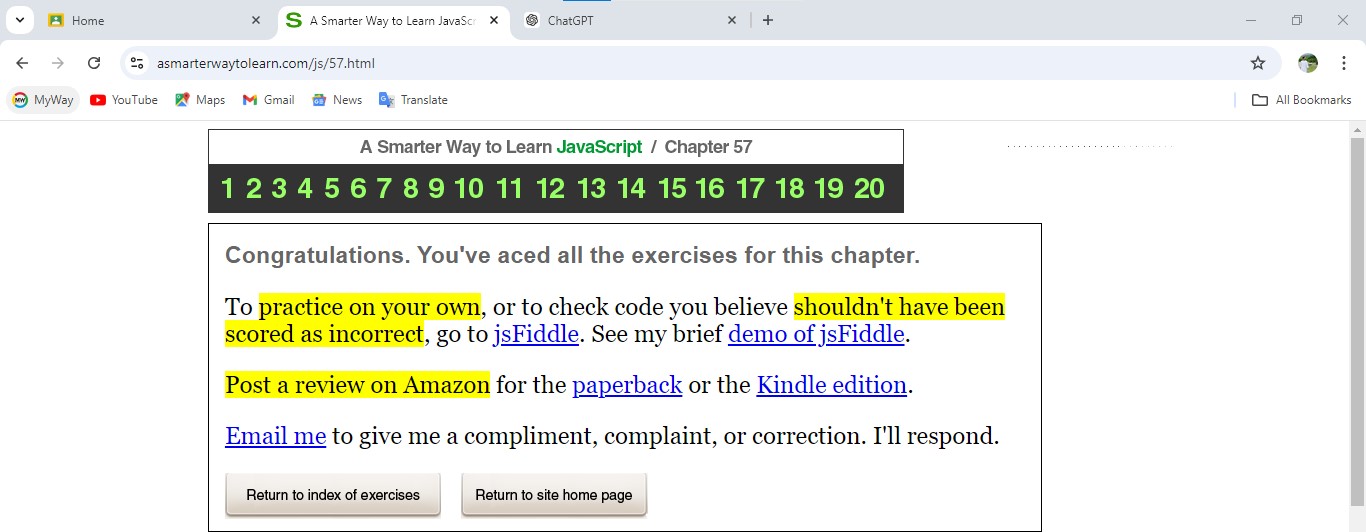 Home
A Smarter Way to Learn JavaSc
ChatGPT
asmarterwaytolearn.com/js/57.html
MyWay YouTube Maps Gmail News Translate All Bookmarks
A Smarter Way to Learn JavaScript / Chapter 57
1 2 3 4 5 6 7 8 9 10 11 12 13 14 15 16 17 18 19 20
Congratulations. You've aced all the exercises for this chapter.
To practice on your own, or to check code you believe shouldn't have been
scored as incorrect, go to jsFiddle. See my brief demo of jsFiddle.
Post a review on Amazon for the paperback or the Kindle edition.
Email me to give me a compliment, complaint, or correction. I'll respond.
Return to index of exercises Return to site home page